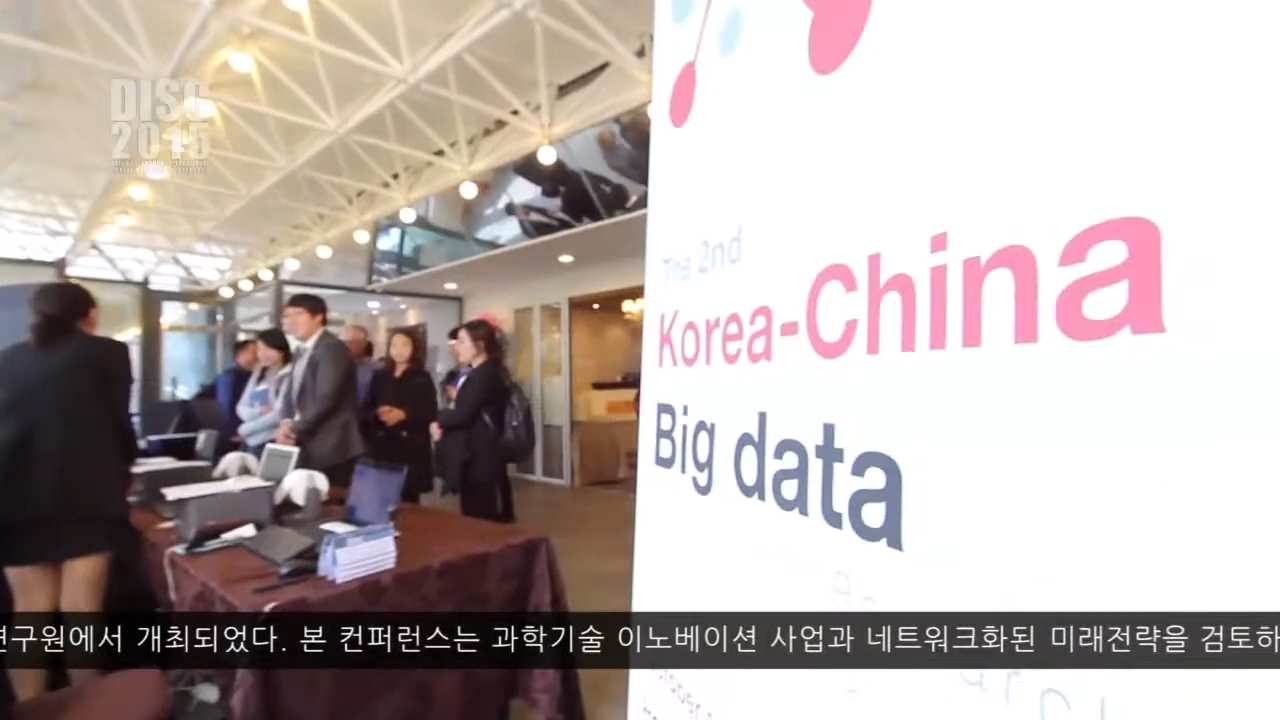 DISC
2015
The 2nd
Korea-China
Big data
연구원에서 개최되었다. 본 컨퍼런스는 과학기술 이노베이션 사업과 네트워크화된 미래전략을 검토하